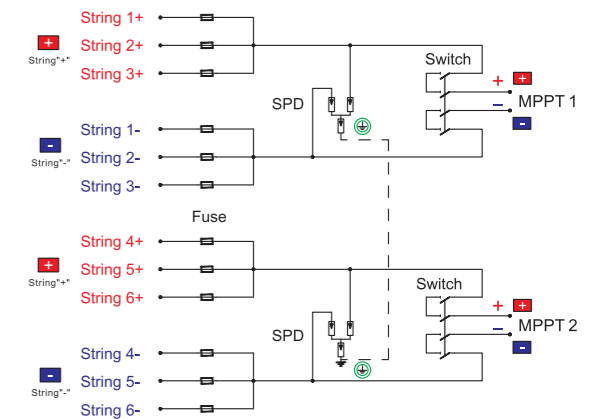 String 1+
String 2+
+
String"+"
String 3+
Switch
+ +
SPD
MPPT 1
− -
String 1-
-
String"-"
String 2-
String 3-
Fuse
String 4+
+
String"+"
String 5+
String 6+
Switch
+ +
SPD
MPPT 2
− -
String 4-
-
String"-"
String 5-
String 6-